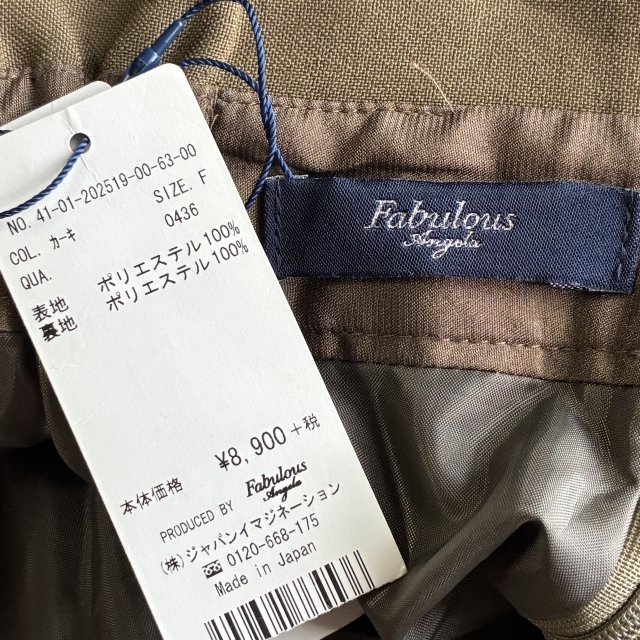 NO. 41-01-202519-00-63-00
COL. カーキ SIZE. F
QUA. 0436
表地 ポリエステル100%
裏地 ポリエステル100%
本体価格 ¥8,900+税
PRODUCED BY Fabulous Angela
(株)ジャパンイマジネーション
0120-668-175
Made in Japan
Fabulous
Angela